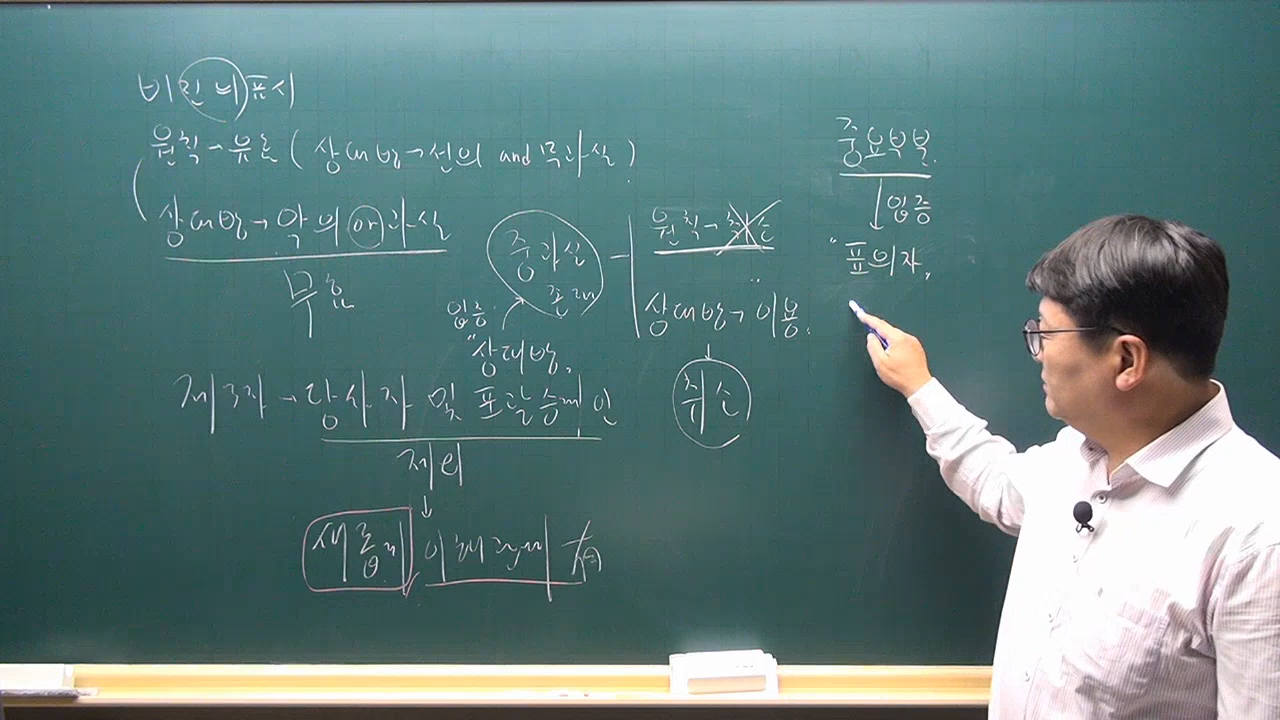 비진비표시
원칙→유효 (상대방→선의 and 무과실)
상대방→악의 or 과실
무효
중과실
존재
입증
"상대방"
원칙→취소
상대방→이용.
취소
중요부분
입증
"표의자"
제3자→당사자 및 포괄승계인
제외
새롭게 이해관계 有